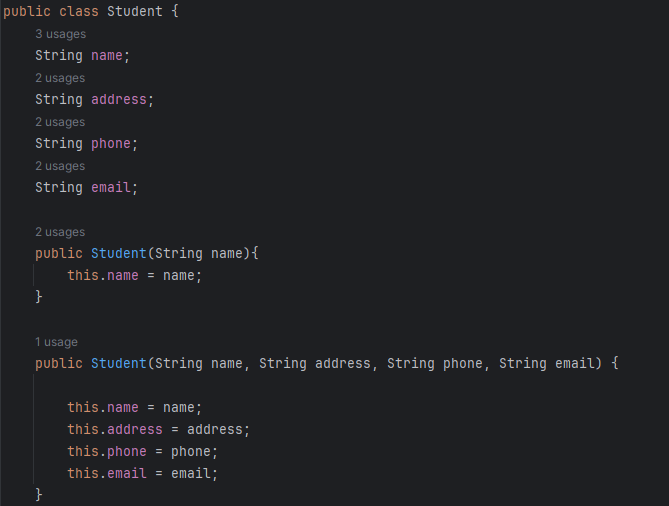 public class Student {
3 usages
String name;
2 usages
String address;
2 usages
String phone;
2 usages
String email;
2 usages
public Student(String name){
this.name = name;
}
1 usage
public Student(String name, String address, String phone, String email) {
this.name = name;
this.address = address;
this.phone = phone;
this.email = email;
}